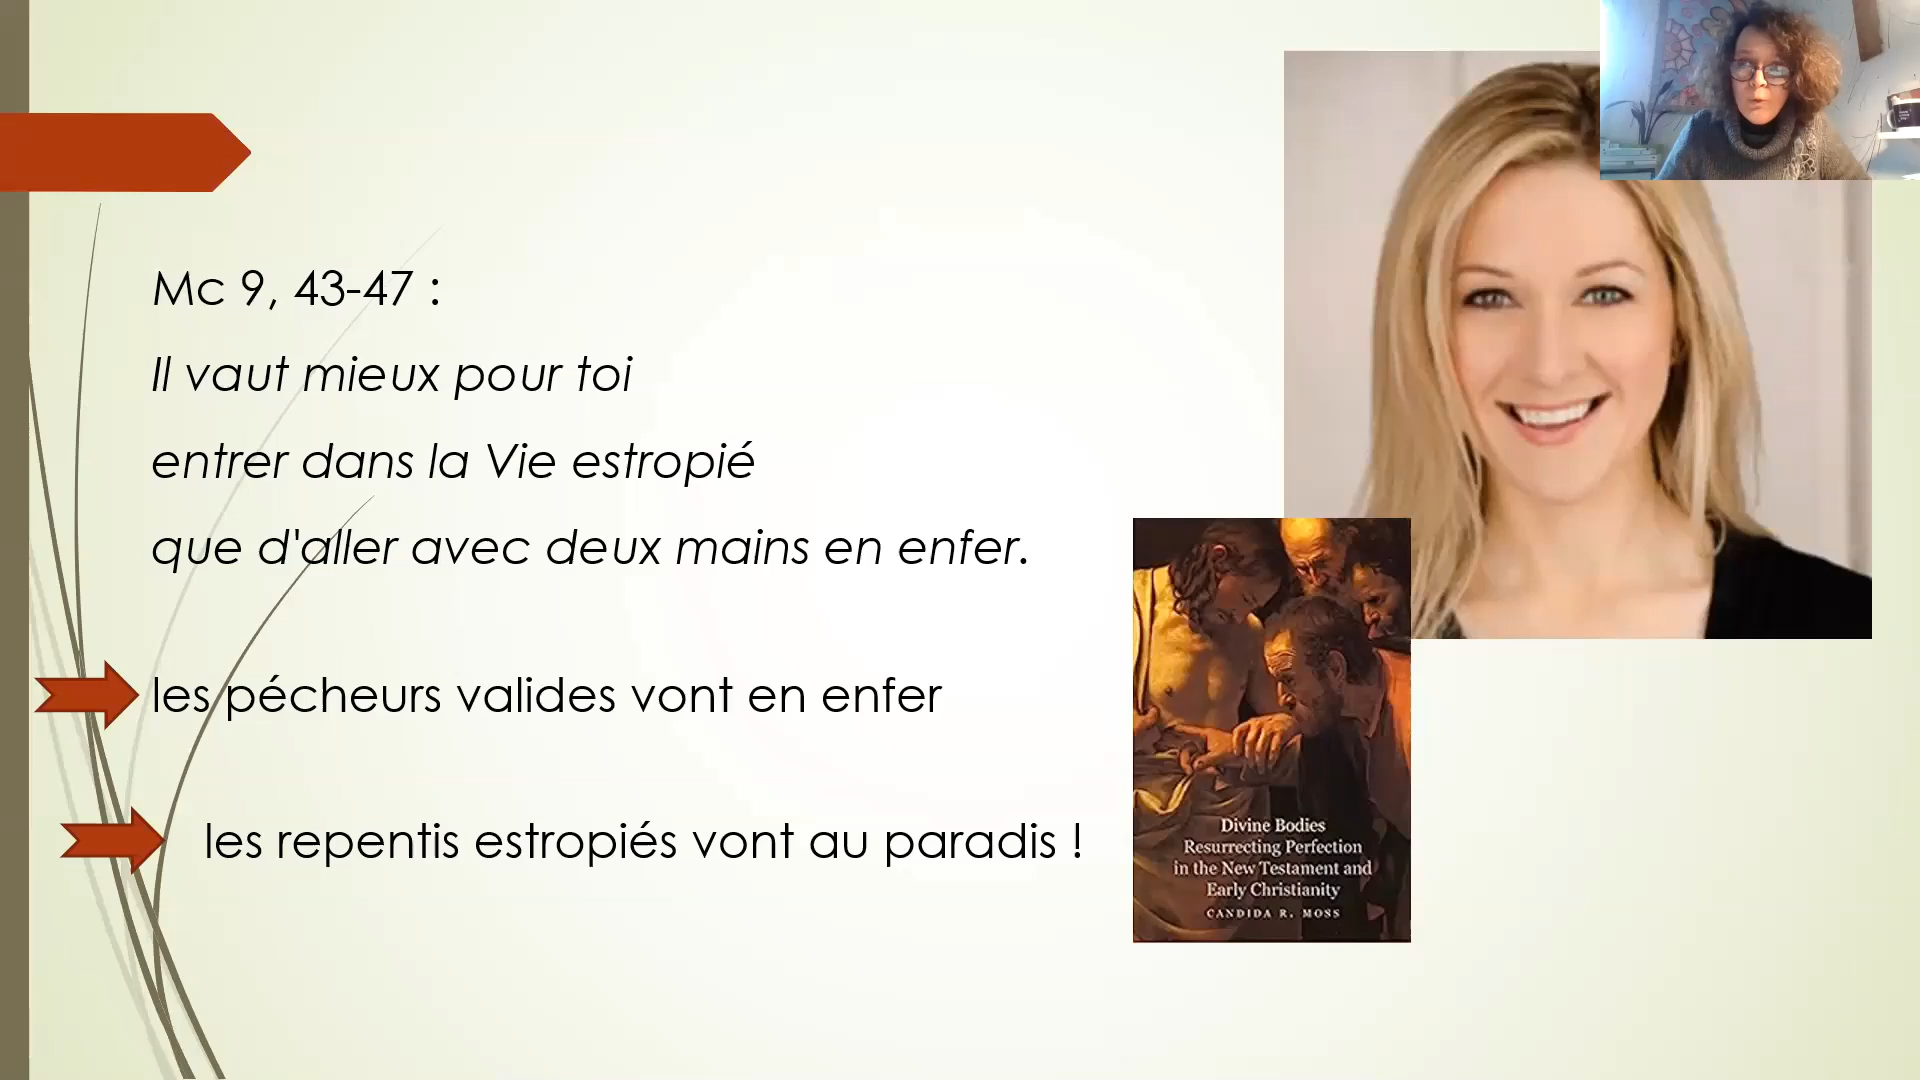 Mc 9, 43-47 :
Il vaut mieux pour toi
entrer dans la Vie estropié
que d'aller avec deux mains en enfer.
les pécheurs valides vont en enfer
les repentis estropiés vont au paradis !
Divine Bodies
Resurrecting Perfection
in the New Testament and
Early Christianity
CANDIDA R. MOSS